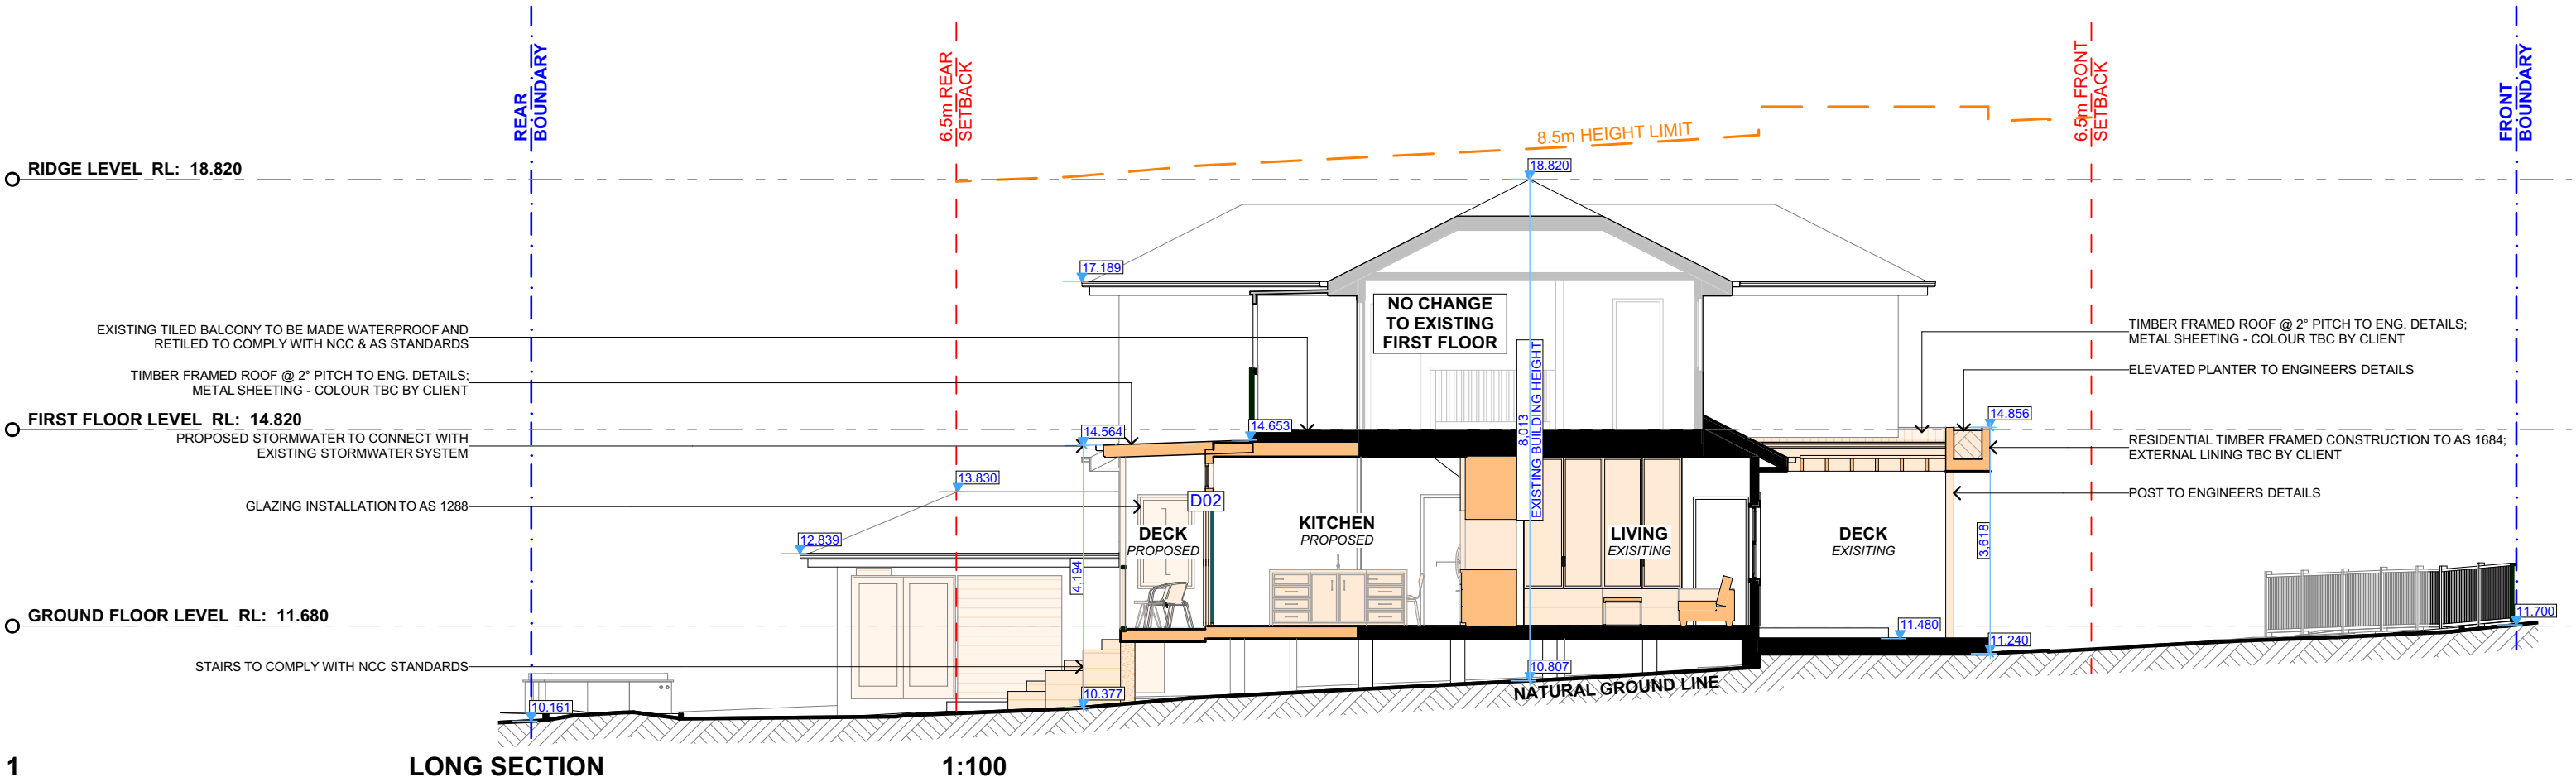 REAR
BOUNDARY
6.5m REAR
SETBACK
6.5m FRONT
SETBACK
FRONT
BOUNDARY
8.5m HEIGHT LIMIT
RIDGE LEVEL RL: 18.820
18.820
17.189
NO CHANGE
TO EXISTING
FIRST FLOOR
EXISTING TILED BALCONY TO BE MADE WATERPROOF AND
RETILED TO COMPLY WITH NCC & AS STANDARDS
TIMBER FRAMED ROOF @ 2° PITCH TO ENG. DETAILS;
METAL SHEETING - COLOUR TBC BY CLIENT
TIMBER FRAMED ROOF @ 2° PITCH TO ENG. DETAILS;
METAL SHEETING - COLOUR TBC BY CLIENT
ELEVATED PLANTER TO ENGINEERS DETAILS
FIRST FLOOR LEVEL RL: 14.820
14.653
14.564
14.856
PROPOSED STORMWATER TO CONNECT WITH
EXISTING STORMWATER SYSTEM
8,013
EXISTING BUILDING HEIGHT
RESIDENTIAL TIMBER FRAMED CONSTRUCTION TO AS 1684;
EXTERNAL LINING TBC BY CLIENT
13.830
GLAZING INSTALLATION TO AS 1288
D02
POST TO ENGINEERS DETAILS
12.839
DECK
PROPOSED
KITCHEN
PROPOSED
LIVING
EXISITING
DECK
EXISITING
4,194
3,618
GROUND FLOOR LEVEL RL: 11.680
11.480
11.240
11.700
STAIRS TO COMPLY WITH NCC STANDARDS
10.807
10.377
10.161
NATURAL GROUND LINE
1
LONG SECTION
1:100